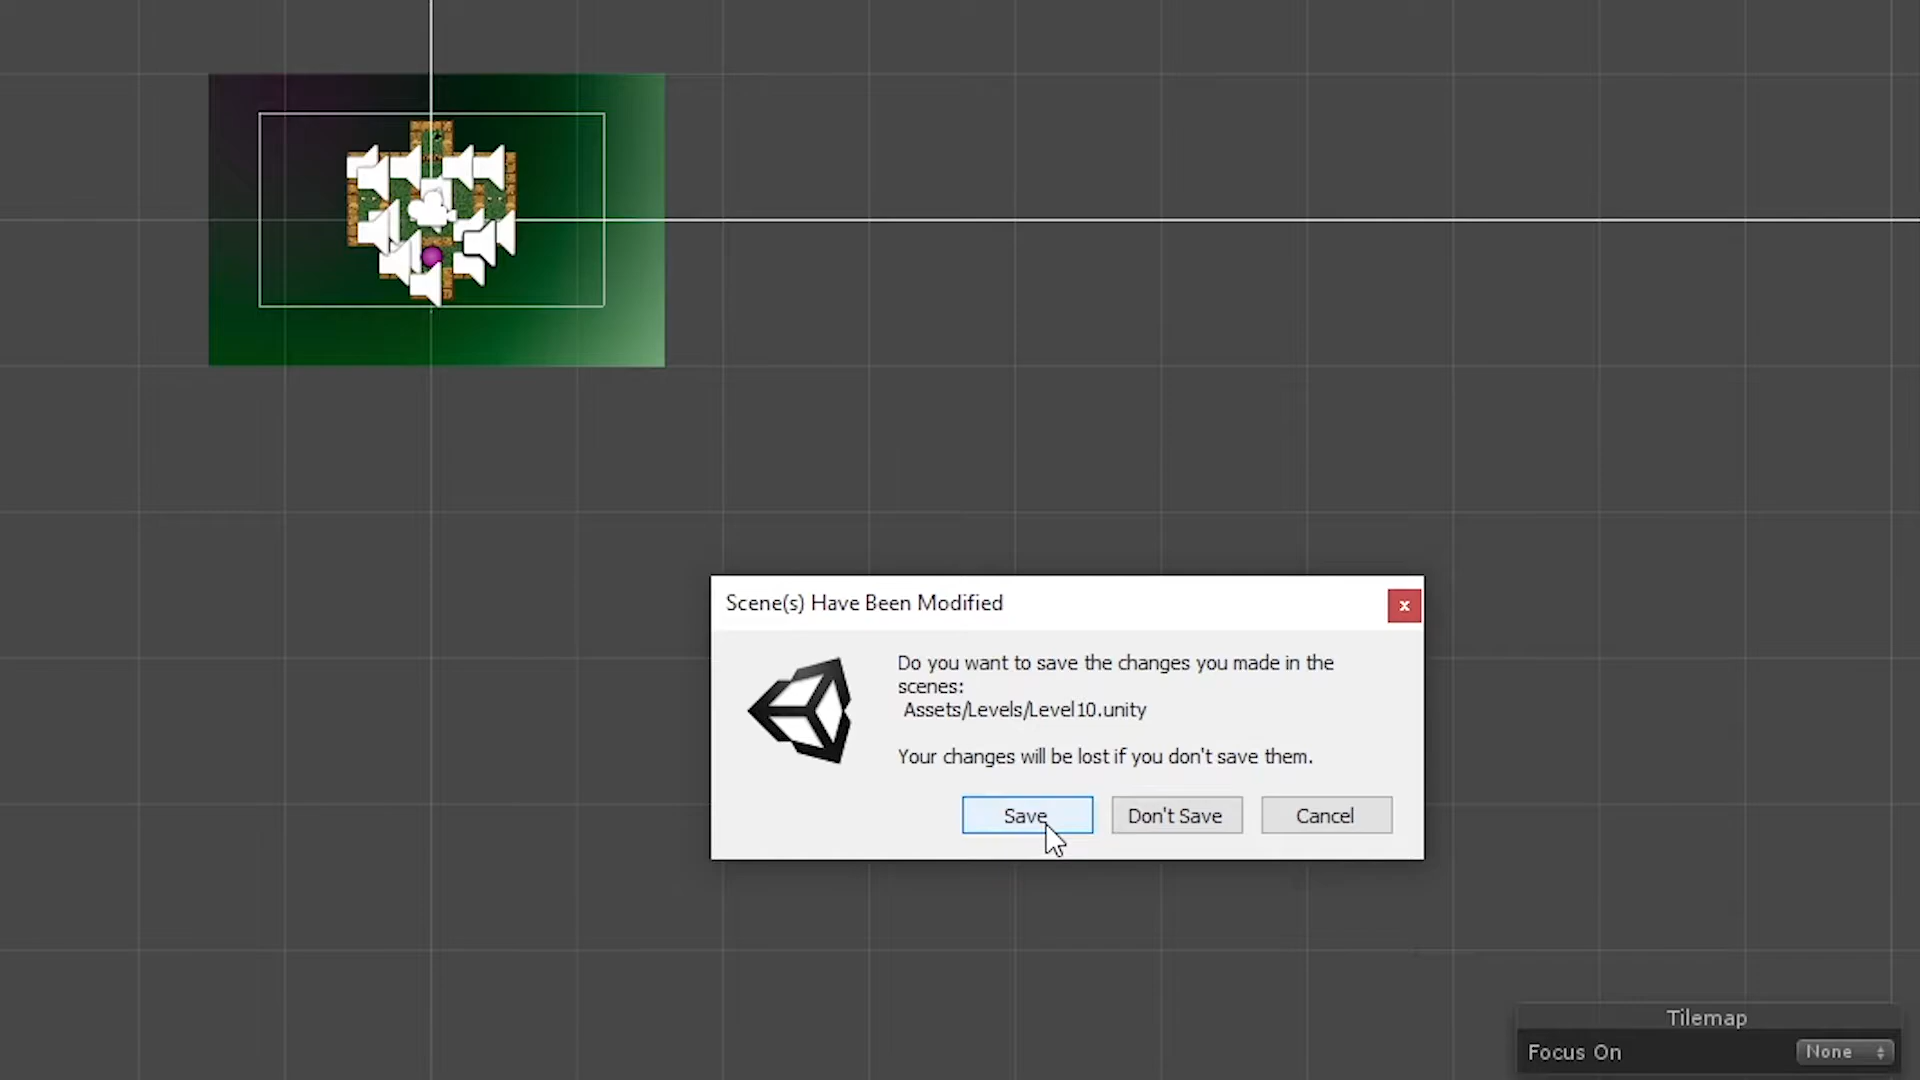 Scene(s) Have Been Modified
x
Do you want to save the changes you made in the
scenes:
Assets/Levels/Level10.unity
Your changes will be lost if you don't save them.
Save
Don't Save
Cancel
Tilemap
Focus On
None